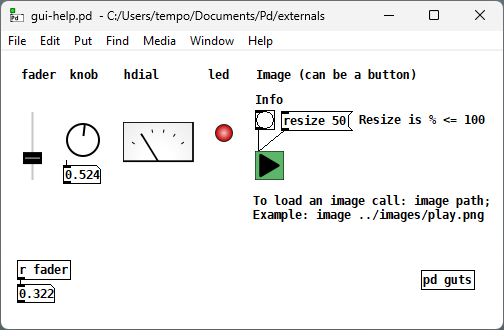 gui-help.pd - C:/Users/tempo/Documents/Pd/externals
File Edit Put Find Media Window Help
fader knob hdial led Image (can be a button)
Info
resize 50 Resize is % <= 100
0.524
To load an image call: image path;
Example: image ../images/play.png
r fader
pd guts
0.322